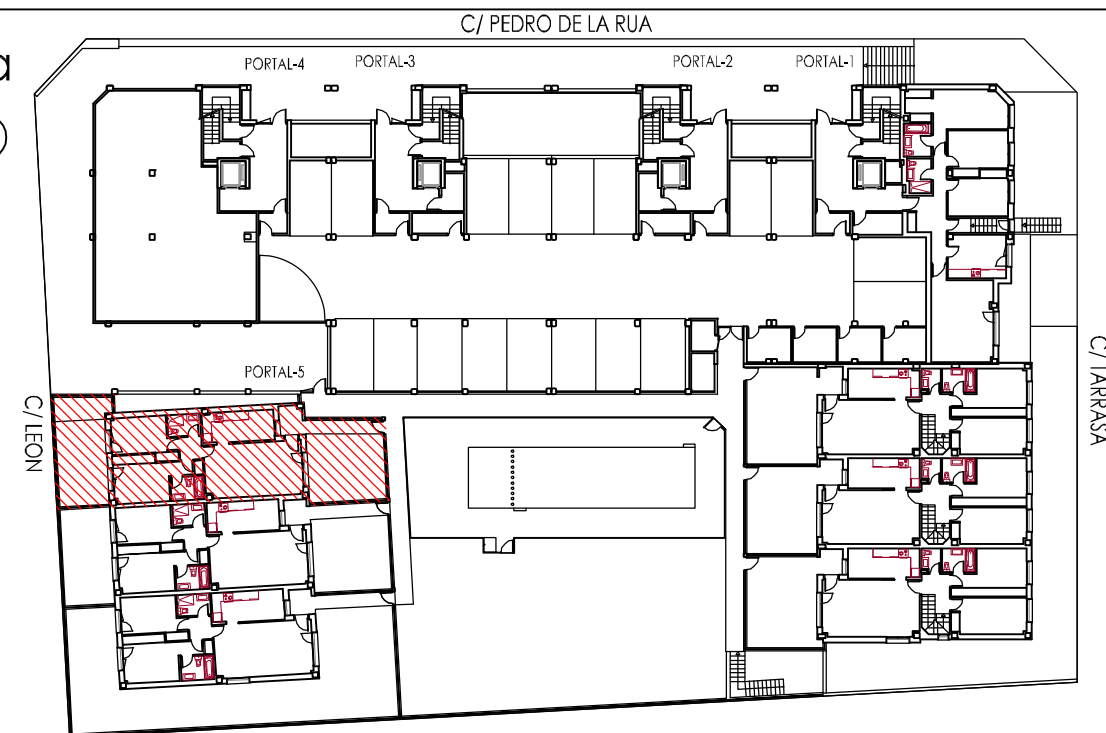 C/ PEDRO DE LA RUA
PORTAL-4
PORTAL-3
PORTAL-2
PORTAL-1
PORTAL-5
C/ LEON
C/ TARRASA